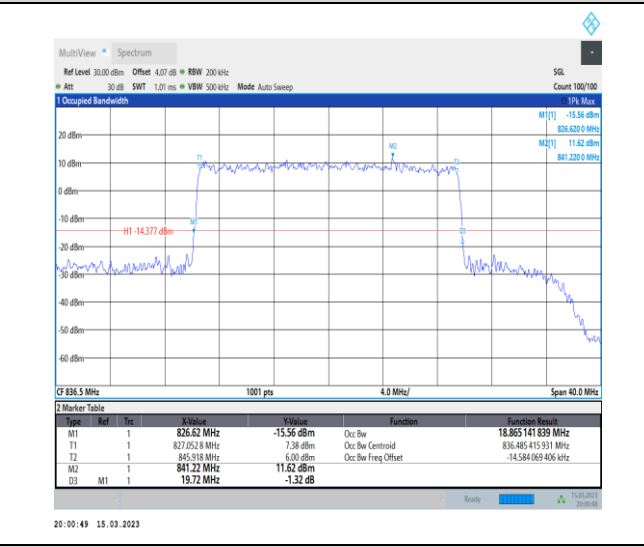 MultiView Spectrum
Ref Level 30.00 dBm Offset 4.07 dB RBW 200 kHz SGL
Att 30 dB SWT 1.01 ms VBW 500 kHz Mode Auto Sweep Count 100/100
1 Occupied Bandwidth 1Pk Max
M1[1] -15.56 dBm
826.620 0 MHz
20 dBm
M2[1] 11.62 dBm
M2
841.220 0 MHz
T1
T2
10 dBm
0 dBm
-10 dBm
M1
H1 -14.377 dBm
D3
-20 dBm
-30 dBm
-40 dBm
-50 dBm
-60 dBm
CF 836.5 MHz 1001 pts 4.0 MHz/ Span 40.0 MHz
2 Marker Table
Type Ref Trc X-Value Y-Value Function Function Result
M1 1 826.62 MHz -15.56 dBm Occ Bw 18.865 141 839 MHz
T1 1 827.052 8 MHz 7.38 dBm Occ Bw Centroid 836.485 415 931 MHz
T2 1 845.918 MHz 6.00 dBm Occ Bw Freq Offset -14.584 069 406 kHz
M2 1 841.22 MHz 11.62 dBm
D3 M1 1 19.72 MHz -1.32 dB
Ready 15.03.2023
20:00:48
20:00:49 15.03.2023